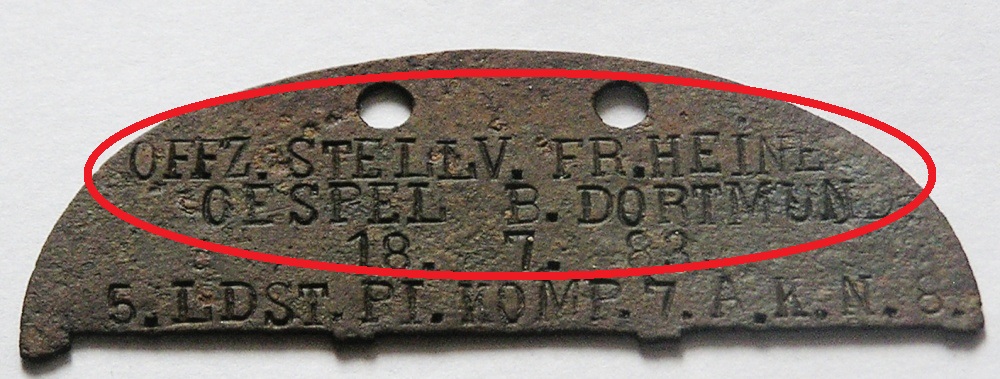 OFFZ. STELLV. FR. HEINE
OESPEL B. DORTMUND
18. 7. 83
5. LDST. PI. KOMP. 7. A. K. N. 8.